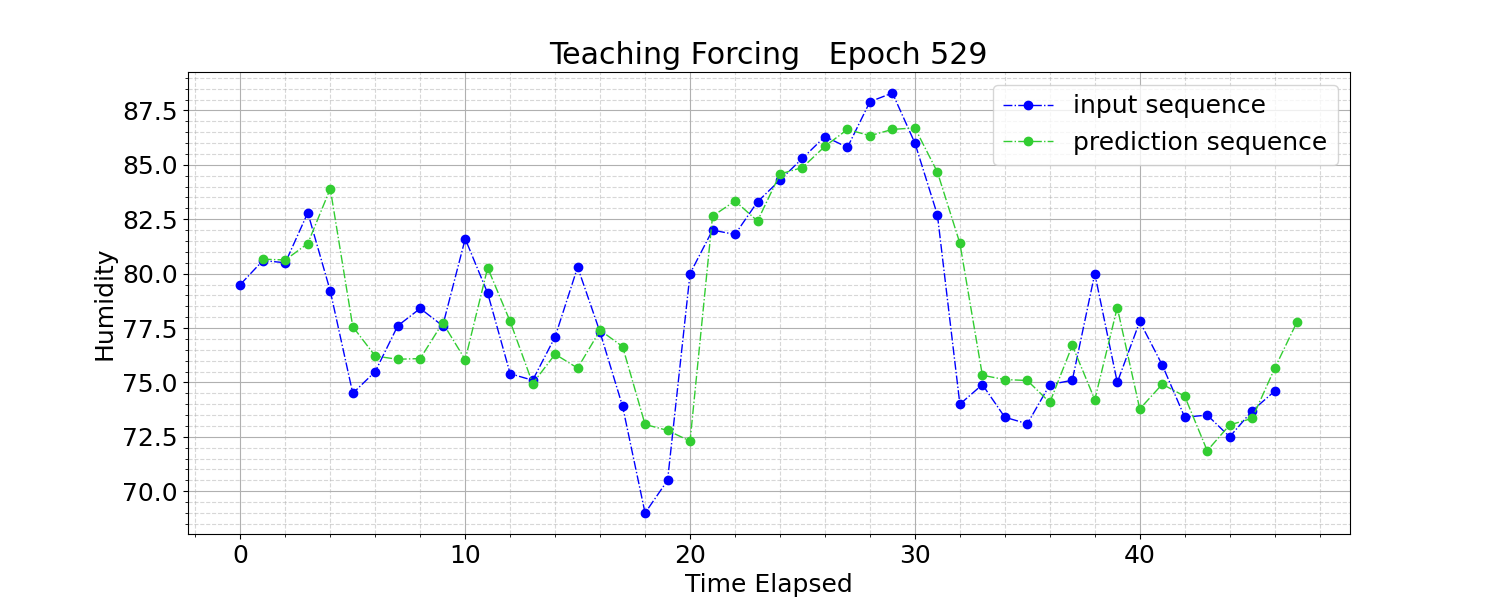 Teaching Forcing   Epoch 529
87.5
85.0
82.5
80.0
77.5
75.0
72.5
70.0
Humidity
input sequence
prediction sequence
0 10 20 30 40
Time Elapsed